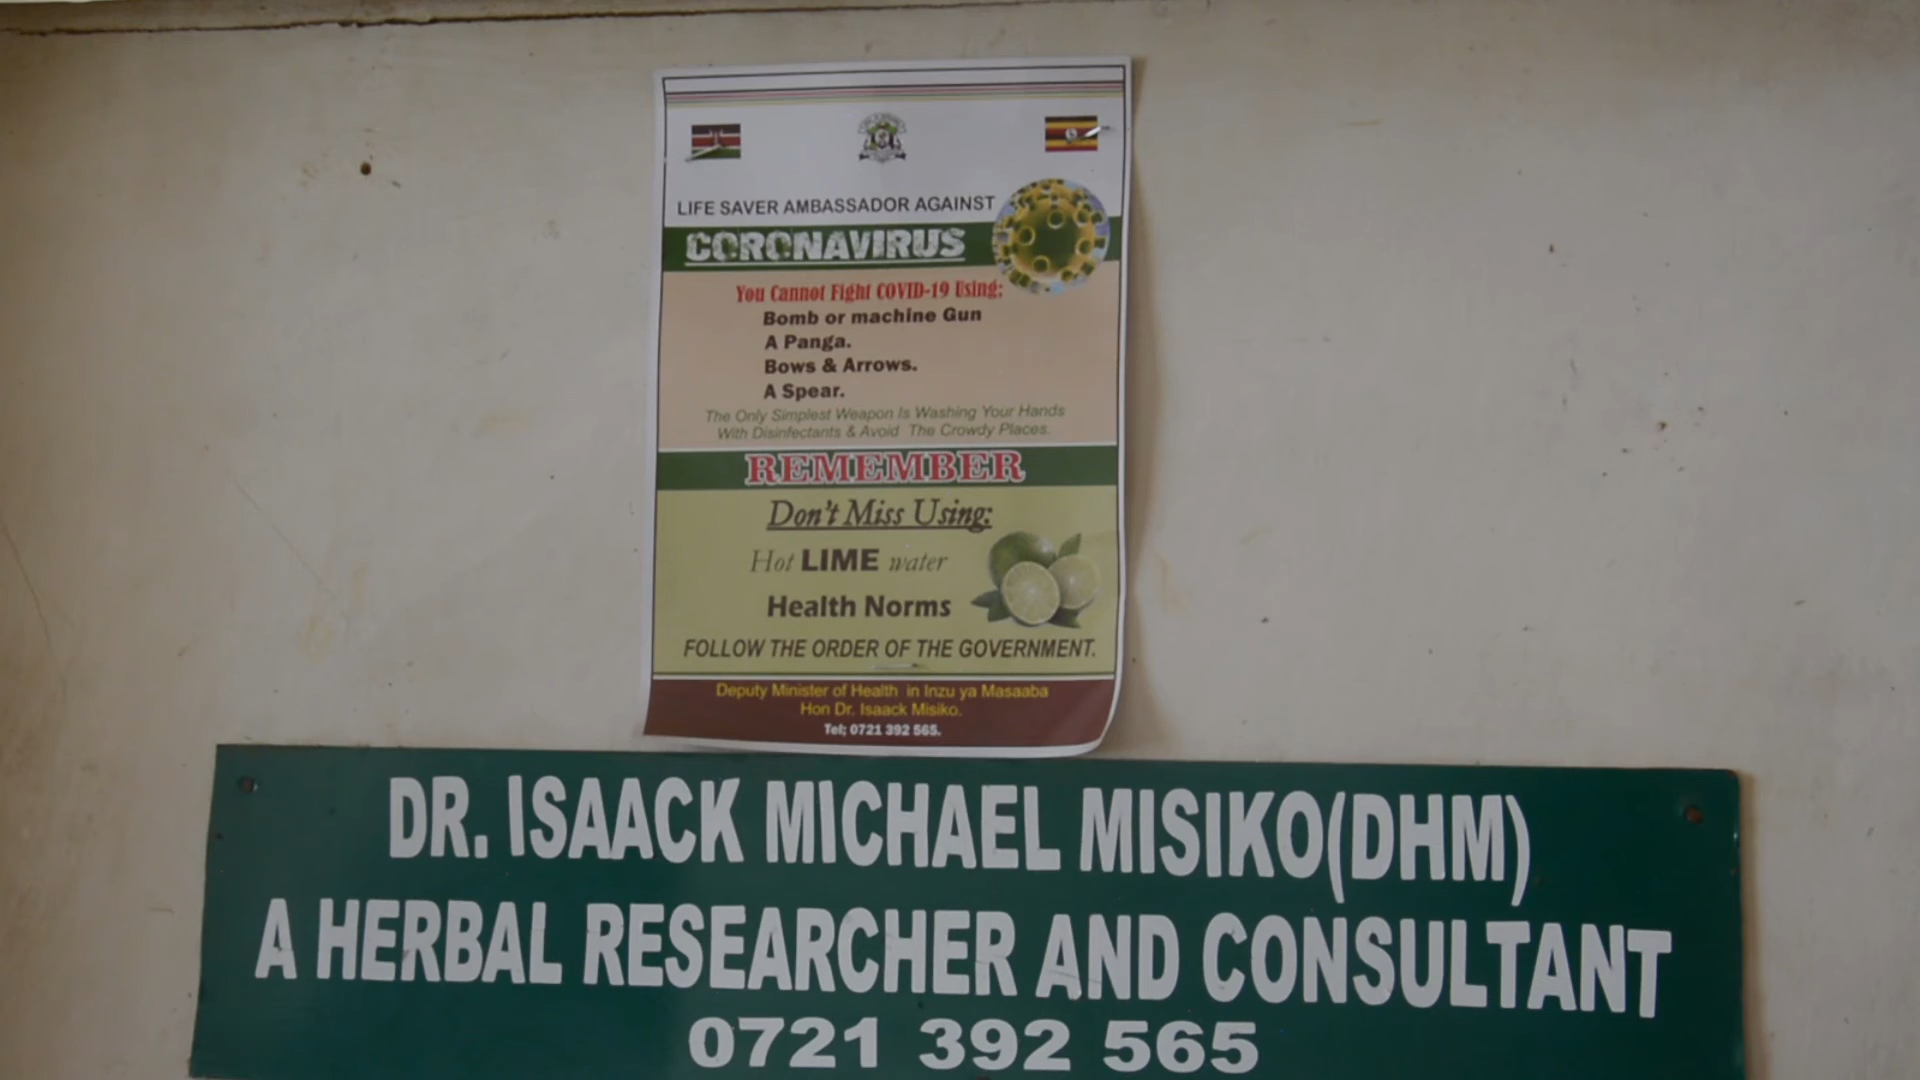 LIFE SAVER AMBASSADOR AGAINST
CORONAVIRUS
You Cannot Fight COVID-19 Using;
Bomb or machine Gun
A Panga.
Bows & Arrows.
A Spear.
The Only Simplest Weapon Is Washing Your Hands
With Disinfectants & Avoid The Crowdy Places.
REMEMBER
Don't Miss Using:
Hot LIME water
Health Norms
FOLLOW THE ORDER OF THE GOVERNMENT.
Deputy Minister of Health in Inzu ya Masaaba
Hon Dr. Isaack Misiko.
Tel; 0721 392 565.
DR. ISAACK MICHAEL MISIKO(DHM)
A HERBAL RESEARCHER AND CONSULTANT
0721 392 565